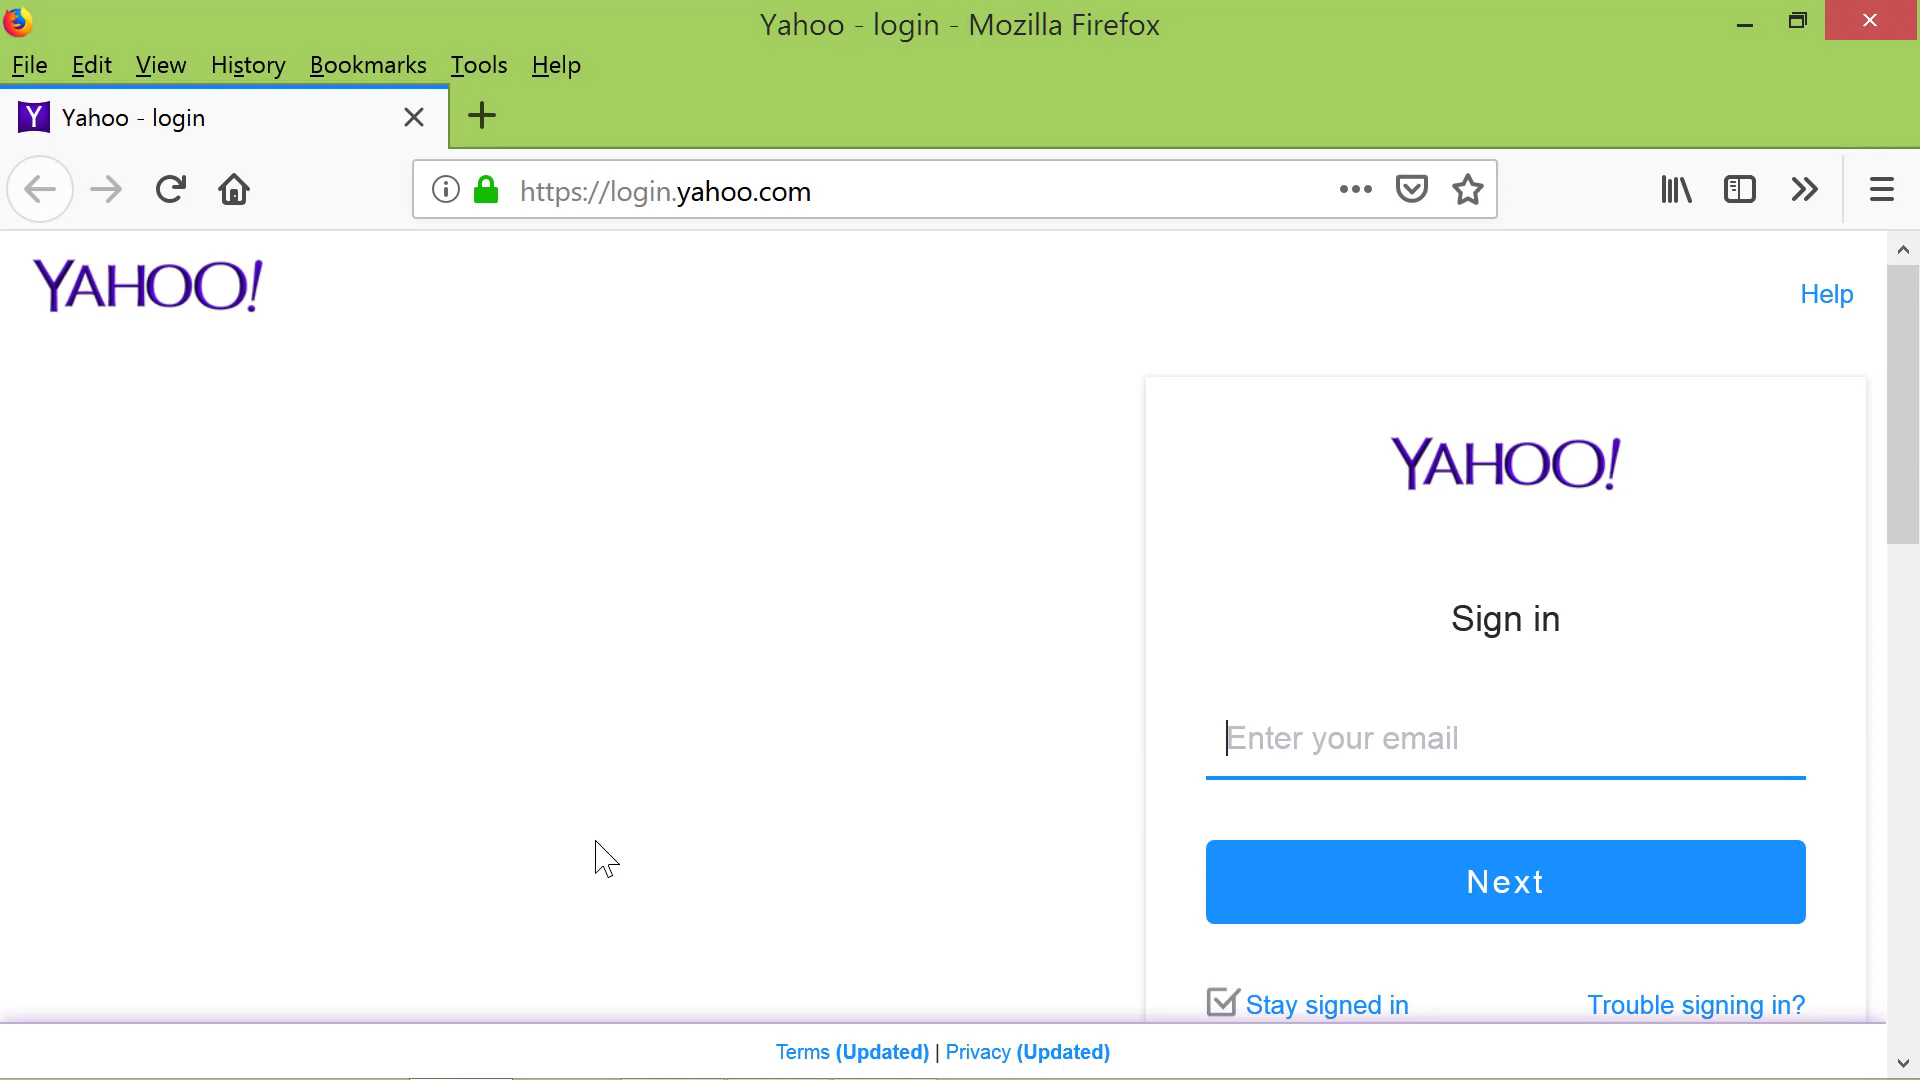 Yahoo - login - Mozilla Firefox
File Edit View History Bookmarks Tools Help
Y Yahoo - login
https://login.yahoo.com
YAHOO!
Help
YAHOO!
Sign in
Enter your email
Next
Stay signed in
Trouble signing in?
Terms (Updated) | Privacy (Updated)